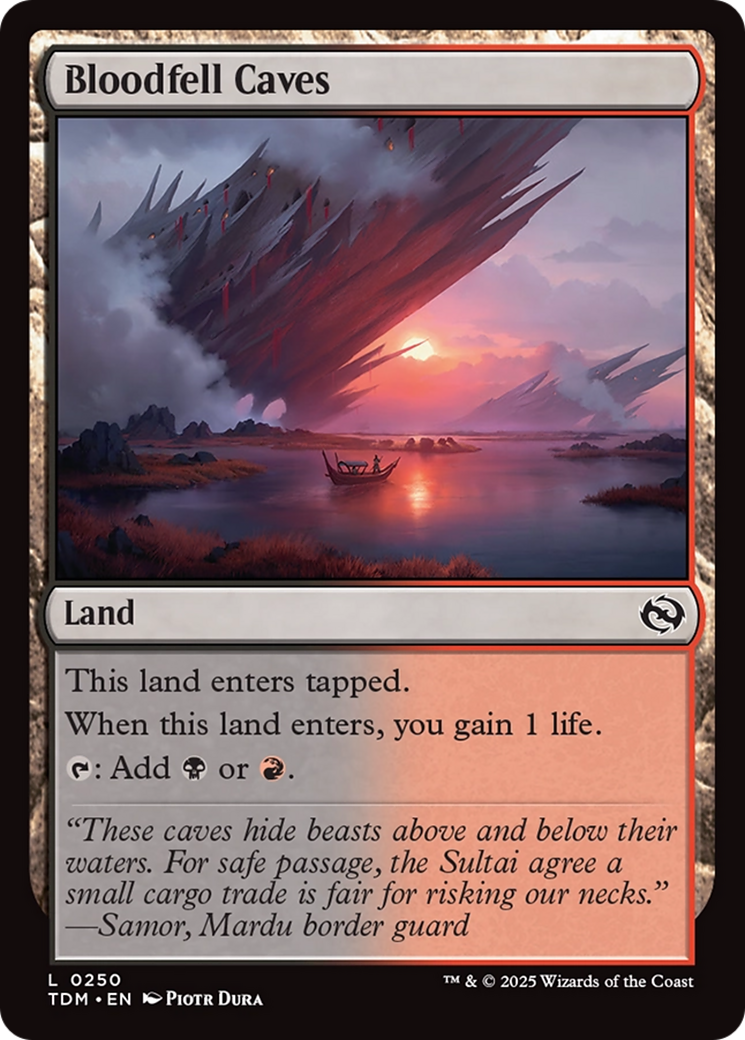 Bloodfell Caves
Land
This land enters tapped.
When this land enters, you gain 1 life.
: Add or .
“These caves hide beasts above and below their
waters. For safe passage, the Sultai agree a
small cargo trade is fair for risking our necks.”
—Samor, Mardu border guard
L 0250
TDM • EN Piotr Dura
™ & © 2025 Wizards of the Coast